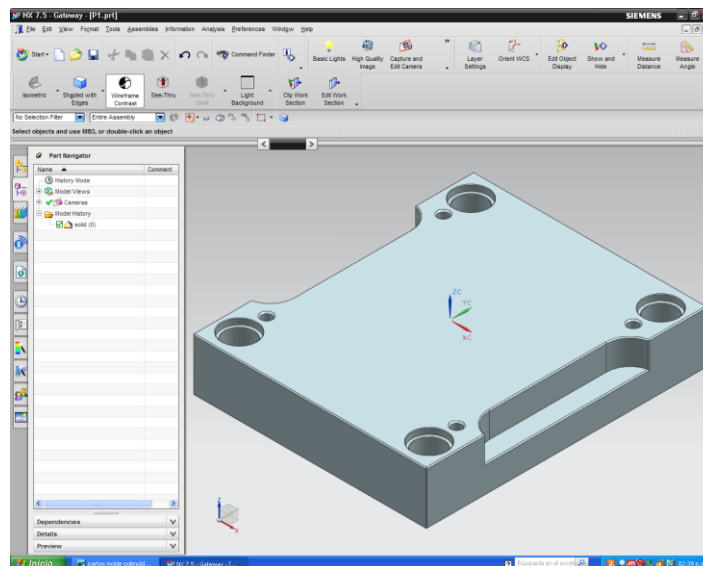 NX 7.5 - Gateway - [P1.prt]
SIEMENS
File Edit View Format Tools Assemblies Information Analysis Preferences Window Help
Start
Command Finder
Basic Lights
High Quality Image
Capture and Edit Camera
Layer Settings
Orient WCS
Edit Object Display
Show and Hide
Measure Distance
Measure Angle
Isometric
Shaded with Edges
Wireframe Contrast
See-Thru
See-Thru Shell
Light Background
Clip Work Section
Edit Work Section
No Selection Filter
Entire Assembly
Select objects and use MB3, or double-click an object
Part Navigator
Name
Comment
History Mode
Model Views
Cameras
Model History
solid (0)
ZC
YC
XC
Z
X
Dependencies
Details
Preview
Inicio
partes molde colimold...
NX 7.5 - Gateway - [...
Búsqueda en el escrit
02:39 p.